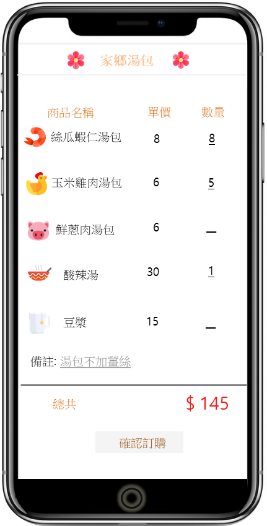 家鄉湯包
商品名稱 單價 數量
絲瓜蝦仁湯包 8 8
玉米雞肉湯包 6 5
鮮蔥肉湯包 6
酸辣湯 30 1
豆漿 15
備註: 湯包不加薑絲
總共 $ 145
確認訂購